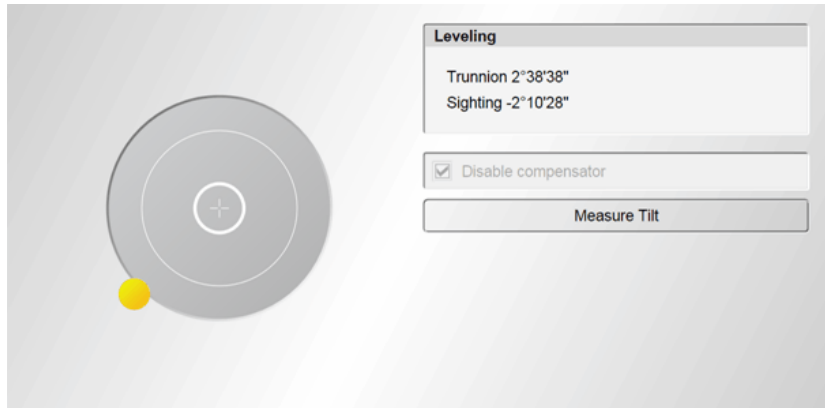 Leveling
Trunnion 2°38'38"
Sighting -2°10'28"
Disable compensator
Measure Tilt